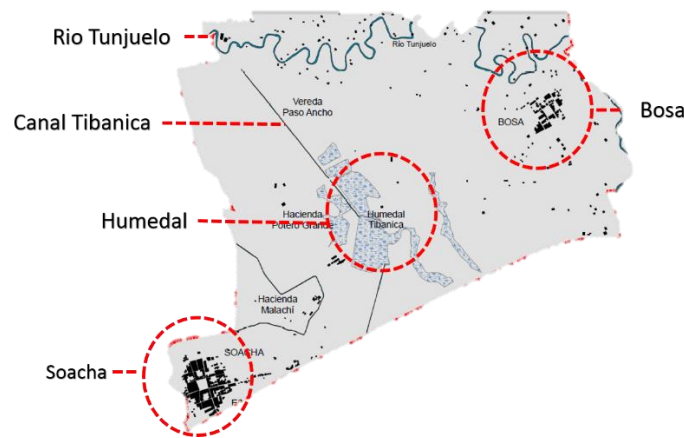 Rio Tunjuelo
Río Tunjuelo
Vereda
Paso Ancho
Canal Tibanica
BOSA
Bosa
Humedal
Hacienda
Potero Grande
Humedal
Tibanica
Hacienda
Malachí
SOACHA
Soacha